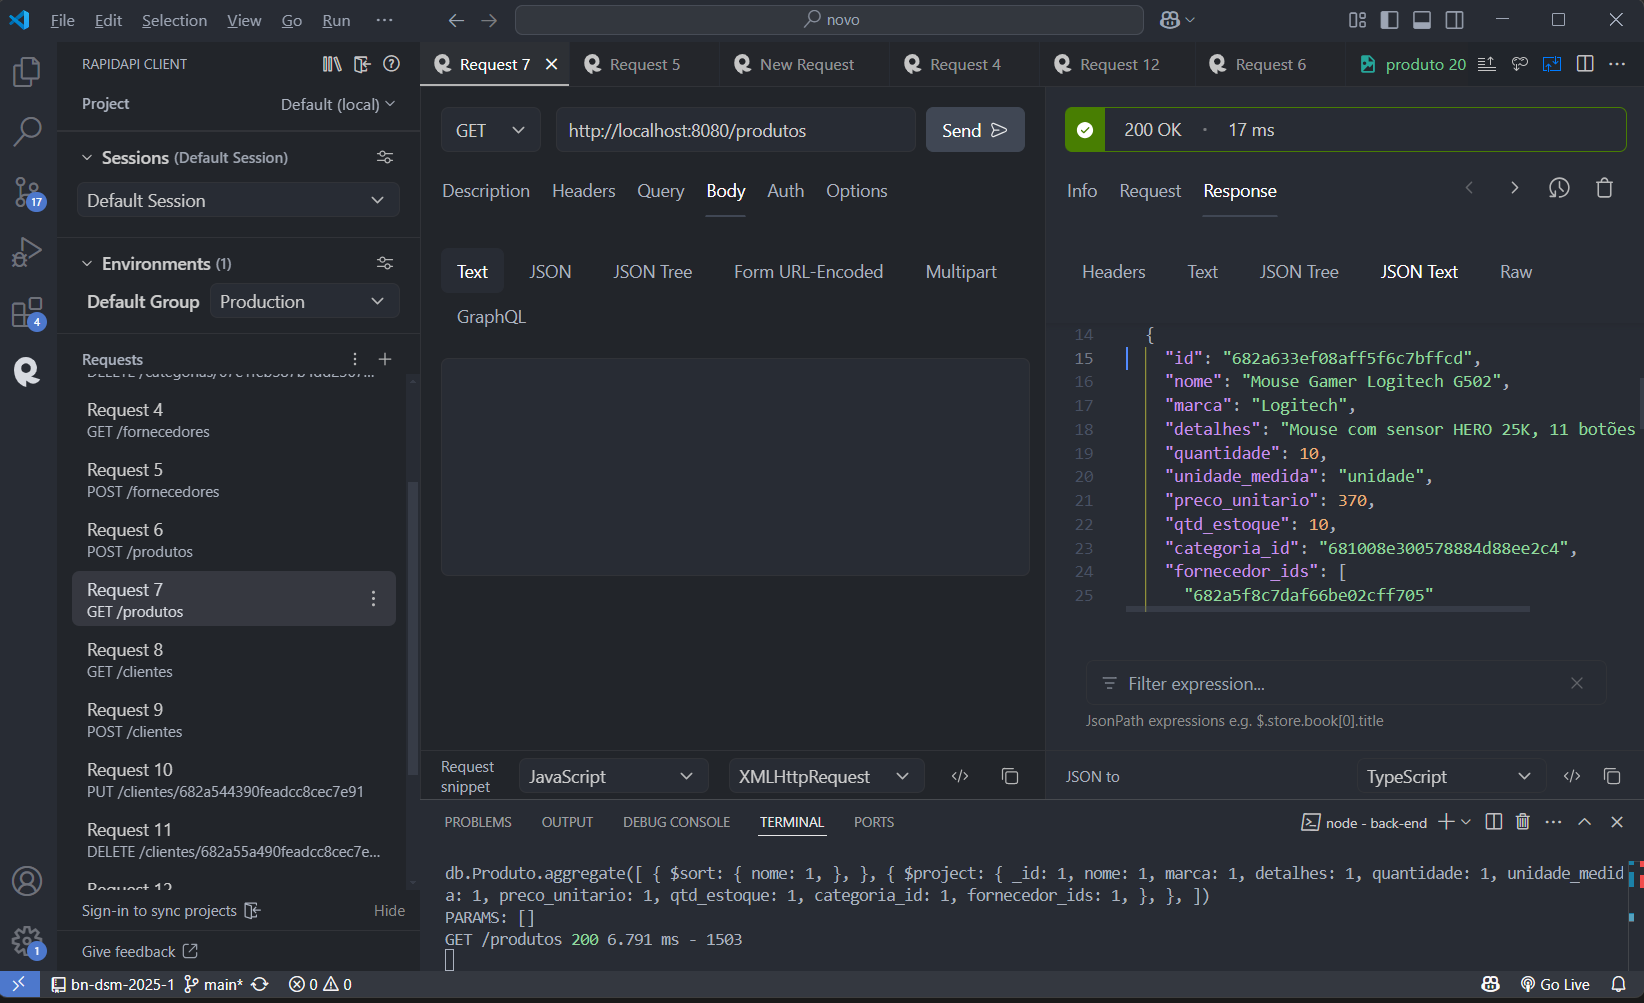 File Edit Selection View Go Run ··· novo
RAPIDAPI CLIENT
Project Default (local)
Sessions (Default Session)
Default Session
Environments (1)
Default Group Production
Requests
Request 4
GET /fornecedores
Request 5
POST /fornecedores
Request 6
POST /produtos
Request 7
GET /produtos
Request 8
GET /clientes
Request 9
POST /clientes
Request 10
PUT /clientes/682a544390feadcc8cec7e91
Request 11
DELETE /clientes/682a55a490feadcc8cec7e...
Request 12
Sign-in to sync projects Hide
Give feedback
17
4
1
Request 7 Request 5 New Request Request 4 Request 12 Request 6 produto 20
GET http://localhost:8080/produtos Send
Description Headers Query Body Auth Options
Text JSON JSON Tree Form URL-Encoded Multipart
GraphQL
Request snippet JavaScript XMLHttpRequest
200 OK · 17 ms
Info Request Response
Headers Text JSON Tree JSON Text Raw
14 {
15 "id": "682a633ef08aff5f6c7bffcd",
16 "nome": "Mouse Gamer Logitech G502",
17 "marca": "Logitech",
18 "detalhes": "Mouse com sensor HERO 25K, 11 botões
19 "quantidade": 10,
20 "unidade_medida": "unidade",
21 "preco_unitario": 370,
22 "qtd_estoque": 10,
23 "categoria_id": "681008e300578884d88ee2c4",
24 "fornecedor_ids": [
25 "682a5f8c7daf66be02cff705"
Filter expression...
JsonPath expressions e.g. $.store.book[0].title
JSON to TypeScript
PROBLEMS OUTPUT DEBUG CONSOLE TERMINAL PORTS node - back-end
db.Produto.aggregate([ { $sort: { nome: 1, }, }, { $project: { _id: 1, nome: 1, marca: 1, detalhes: 1, quantidade: 1, unidade_medid
a: 1, preco_unitario: 1, qtd_estoque: 1, categoria_id: 1, fornecedor_ids: 1, }, }, ])
PARAMS: []
GET /produtos 200 6.791 ms - 1503
bn-dsm-2025-1 main* 0 0 Go Live